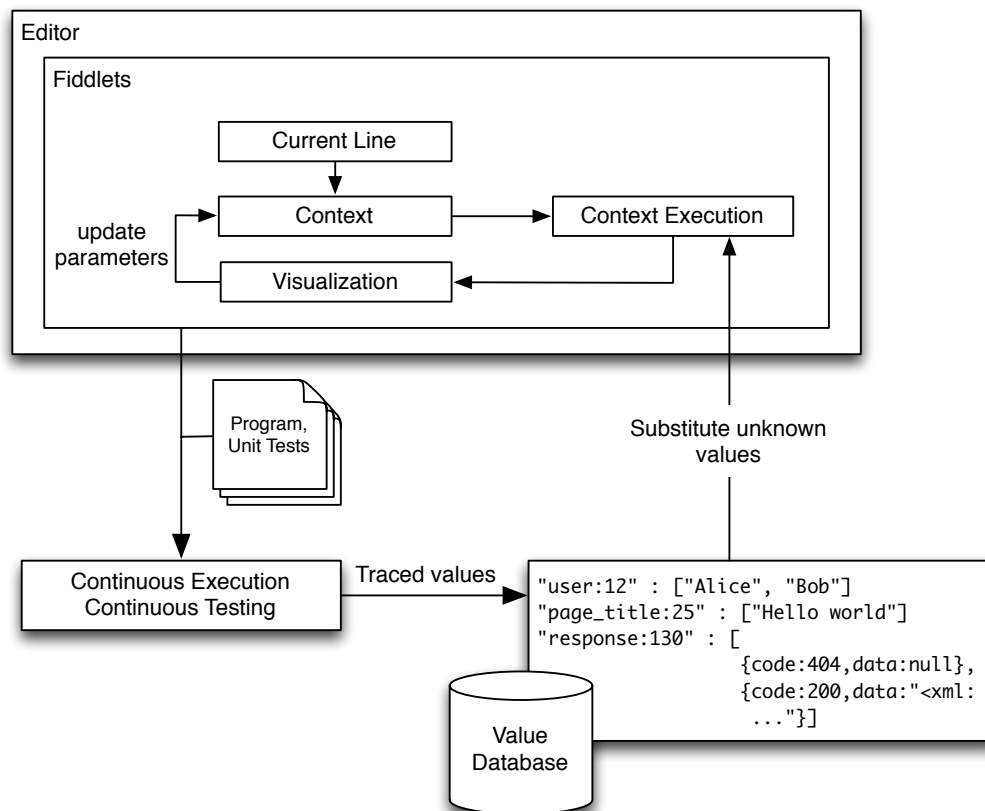 Editor
Fiddlets
Current Line
Context
Context Execution
update
parameters
Visualization
Program,
Unit Tests
Substitute unknown
values
Continuous Execution
Continuous Testing
Traced values
"user:12" : ["Alice", "Bob"]
"page_title:25" : ["Hello world"]
"response:130" : [
{code:404,data:null},
{code:200,data:"<xml:
..."}]
Value
Database